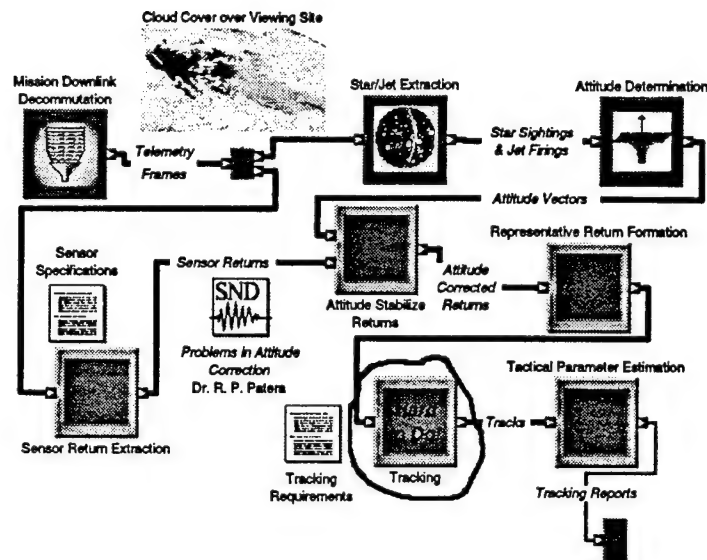 Cloud Cover over Viewing Site
Mission Downlink
Decommutation
Star/Jet Extraction
Attitude Determination
Telemetry
Frames
Star Sightings
& Jet Firings
Attitude Vectors
Sensor
Specifications
Sensor Returns
SND
Problems in Attitude
Correction
Dr. R. P. Patera
Attitude Stabilize
Returns
Attitude
Corrected
Returns
Representative Return Formation
Sensor Return Extraction
Tracking
Requirements
Hard
To Do
Tracking
Tracks
Tactical Parameter Estimation
Tracking Reports